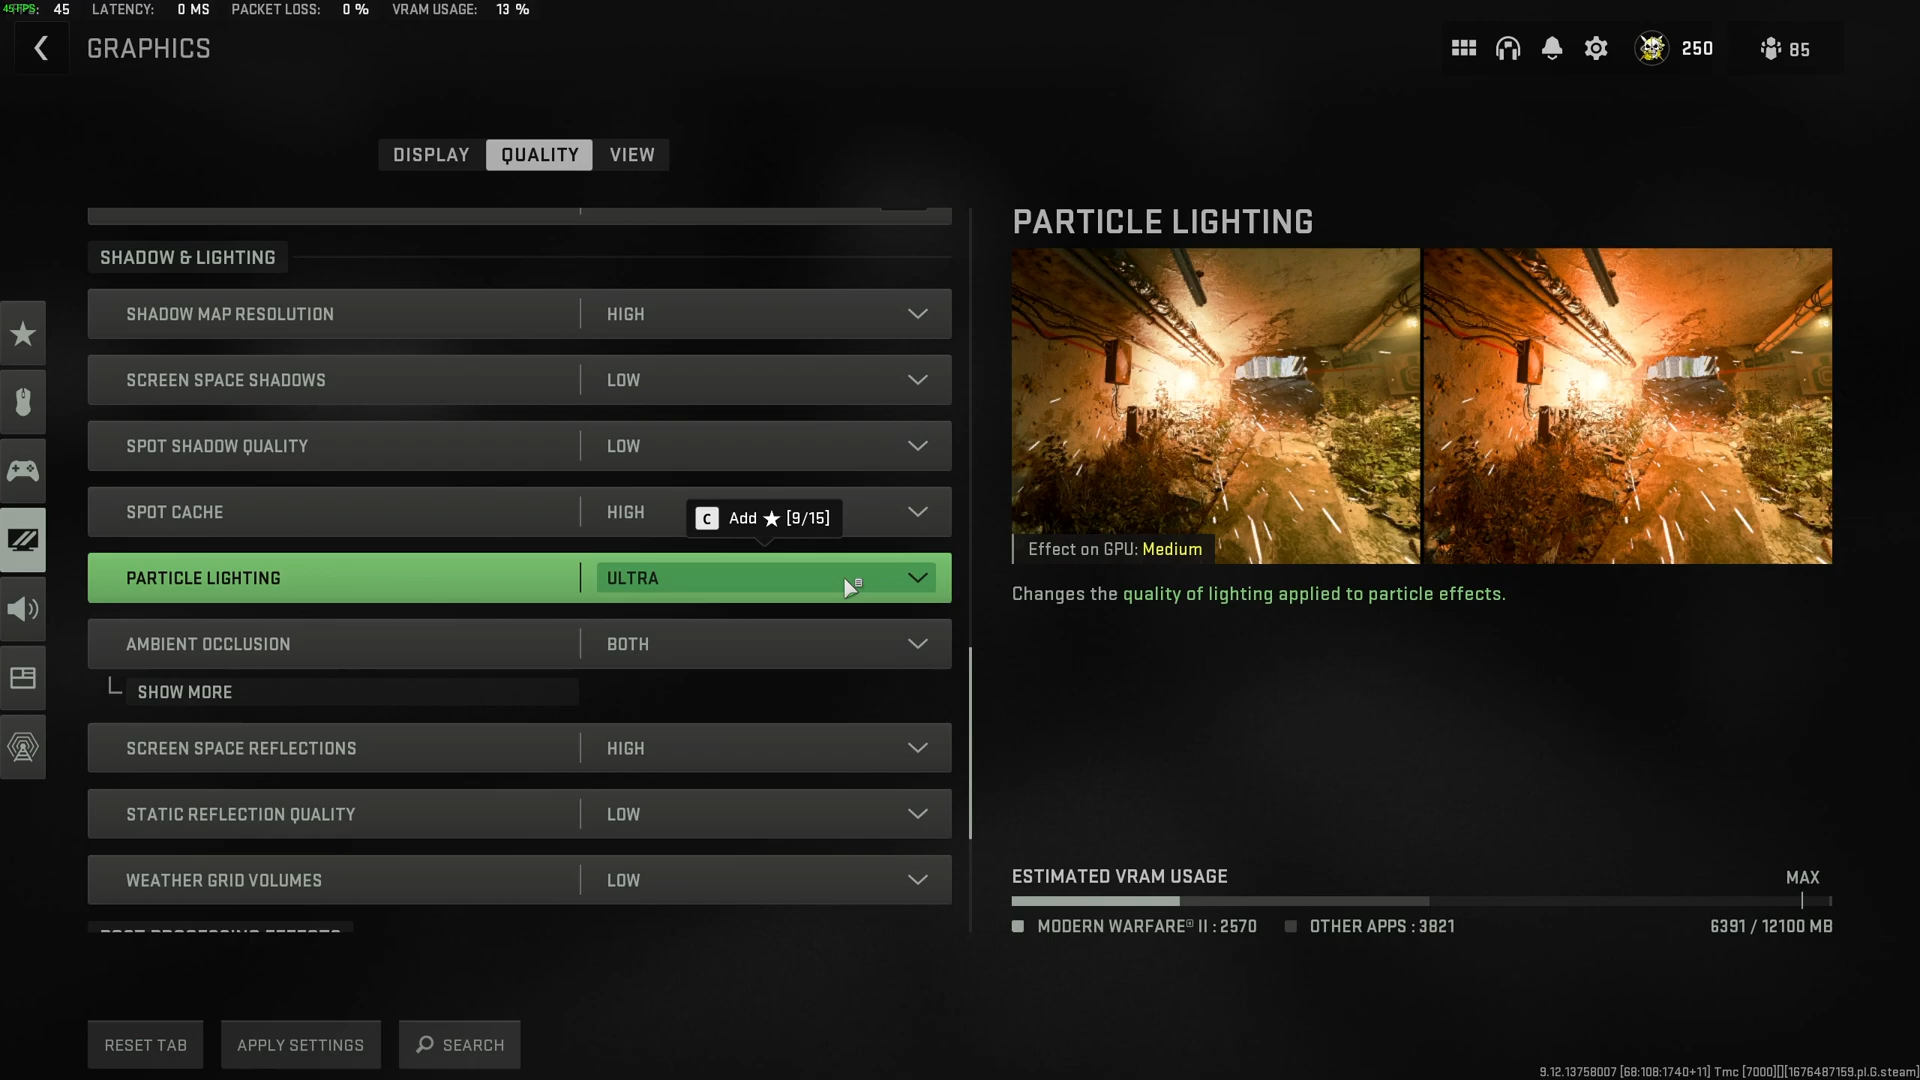 45 FPS: 45 LATENCY: 0 MS PACKET LOSS: 0 % VRAM USAGE: 13 %
GRAPHICS
250
85
DISPLAY QUALITY VIEW
SHADOW & LIGHTING
SHADOW MAP RESOLUTION HIGH
SCREEN SPACE SHADOWS LOW
SPOT SHADOW QUALITY LOW
SPOT CACHE HIGH
C Add ★ [9/15]
PARTICLE LIGHTING ULTRA
AMBIENT OCCLUSION BOTH
SHOW MORE
SCREEN SPACE REFLECTIONS HIGH
STATIC REFLECTION QUALITY LOW
WEATHER GRID VOLUMES LOW
POST PROCESSING EFFECTS
PARTICLE LIGHTING
Effect on GPU: Medium
Changes the quality of lighting applied to particle effects.
ESTIMATED VRAM USAGE MAX
MODERN WARFARE® II : 2570 OTHER APPS : 3821 6391 / 12100 MB
RESET TAB APPLY SETTINGS SEARCH
9.12.13758007 [68:108:1740+11] Tmc [7000][][1676487159.pl.G.steam]